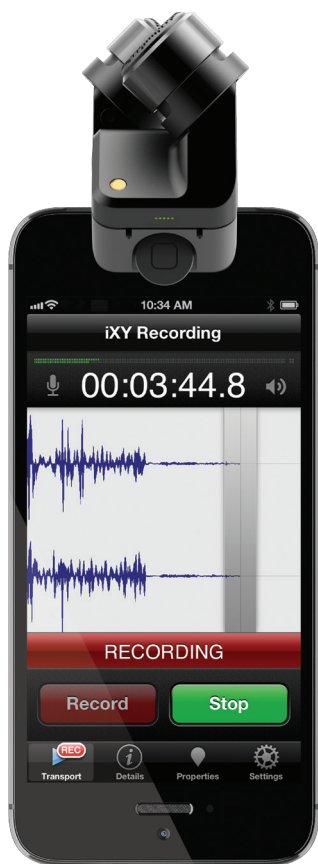 10:34 AM
iXY Recording
00:03:44.8
RECORDING
Record Stop
REC
Transport Details Properties Settings